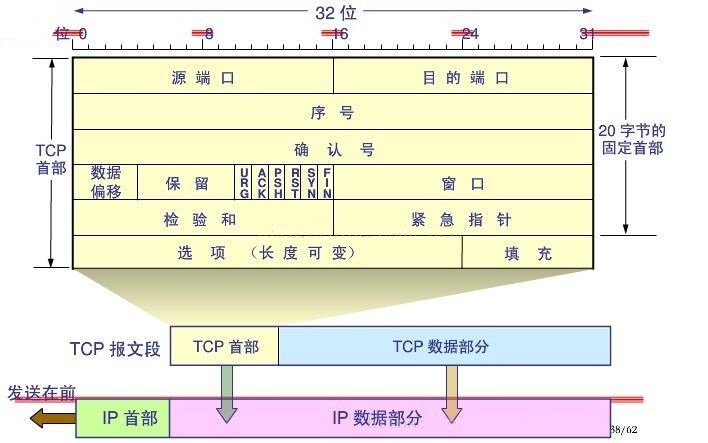 32 位
位 0 8 16 24 31
源 端 口 目 的 端 口
序 号
TCP
首部
20 字节的
固定首部
确 认 号
数据
偏移
保 留
URG
ACK
PSH
RST
SYN
FIN
窗 口
检 验 和 紧 急 指 针
选 项 （长 度 可 变） 填 充
TCP 报文段 TCP 首部 TCP 数据部分
发送在前
IP 首部 IP 数据部分
38/62